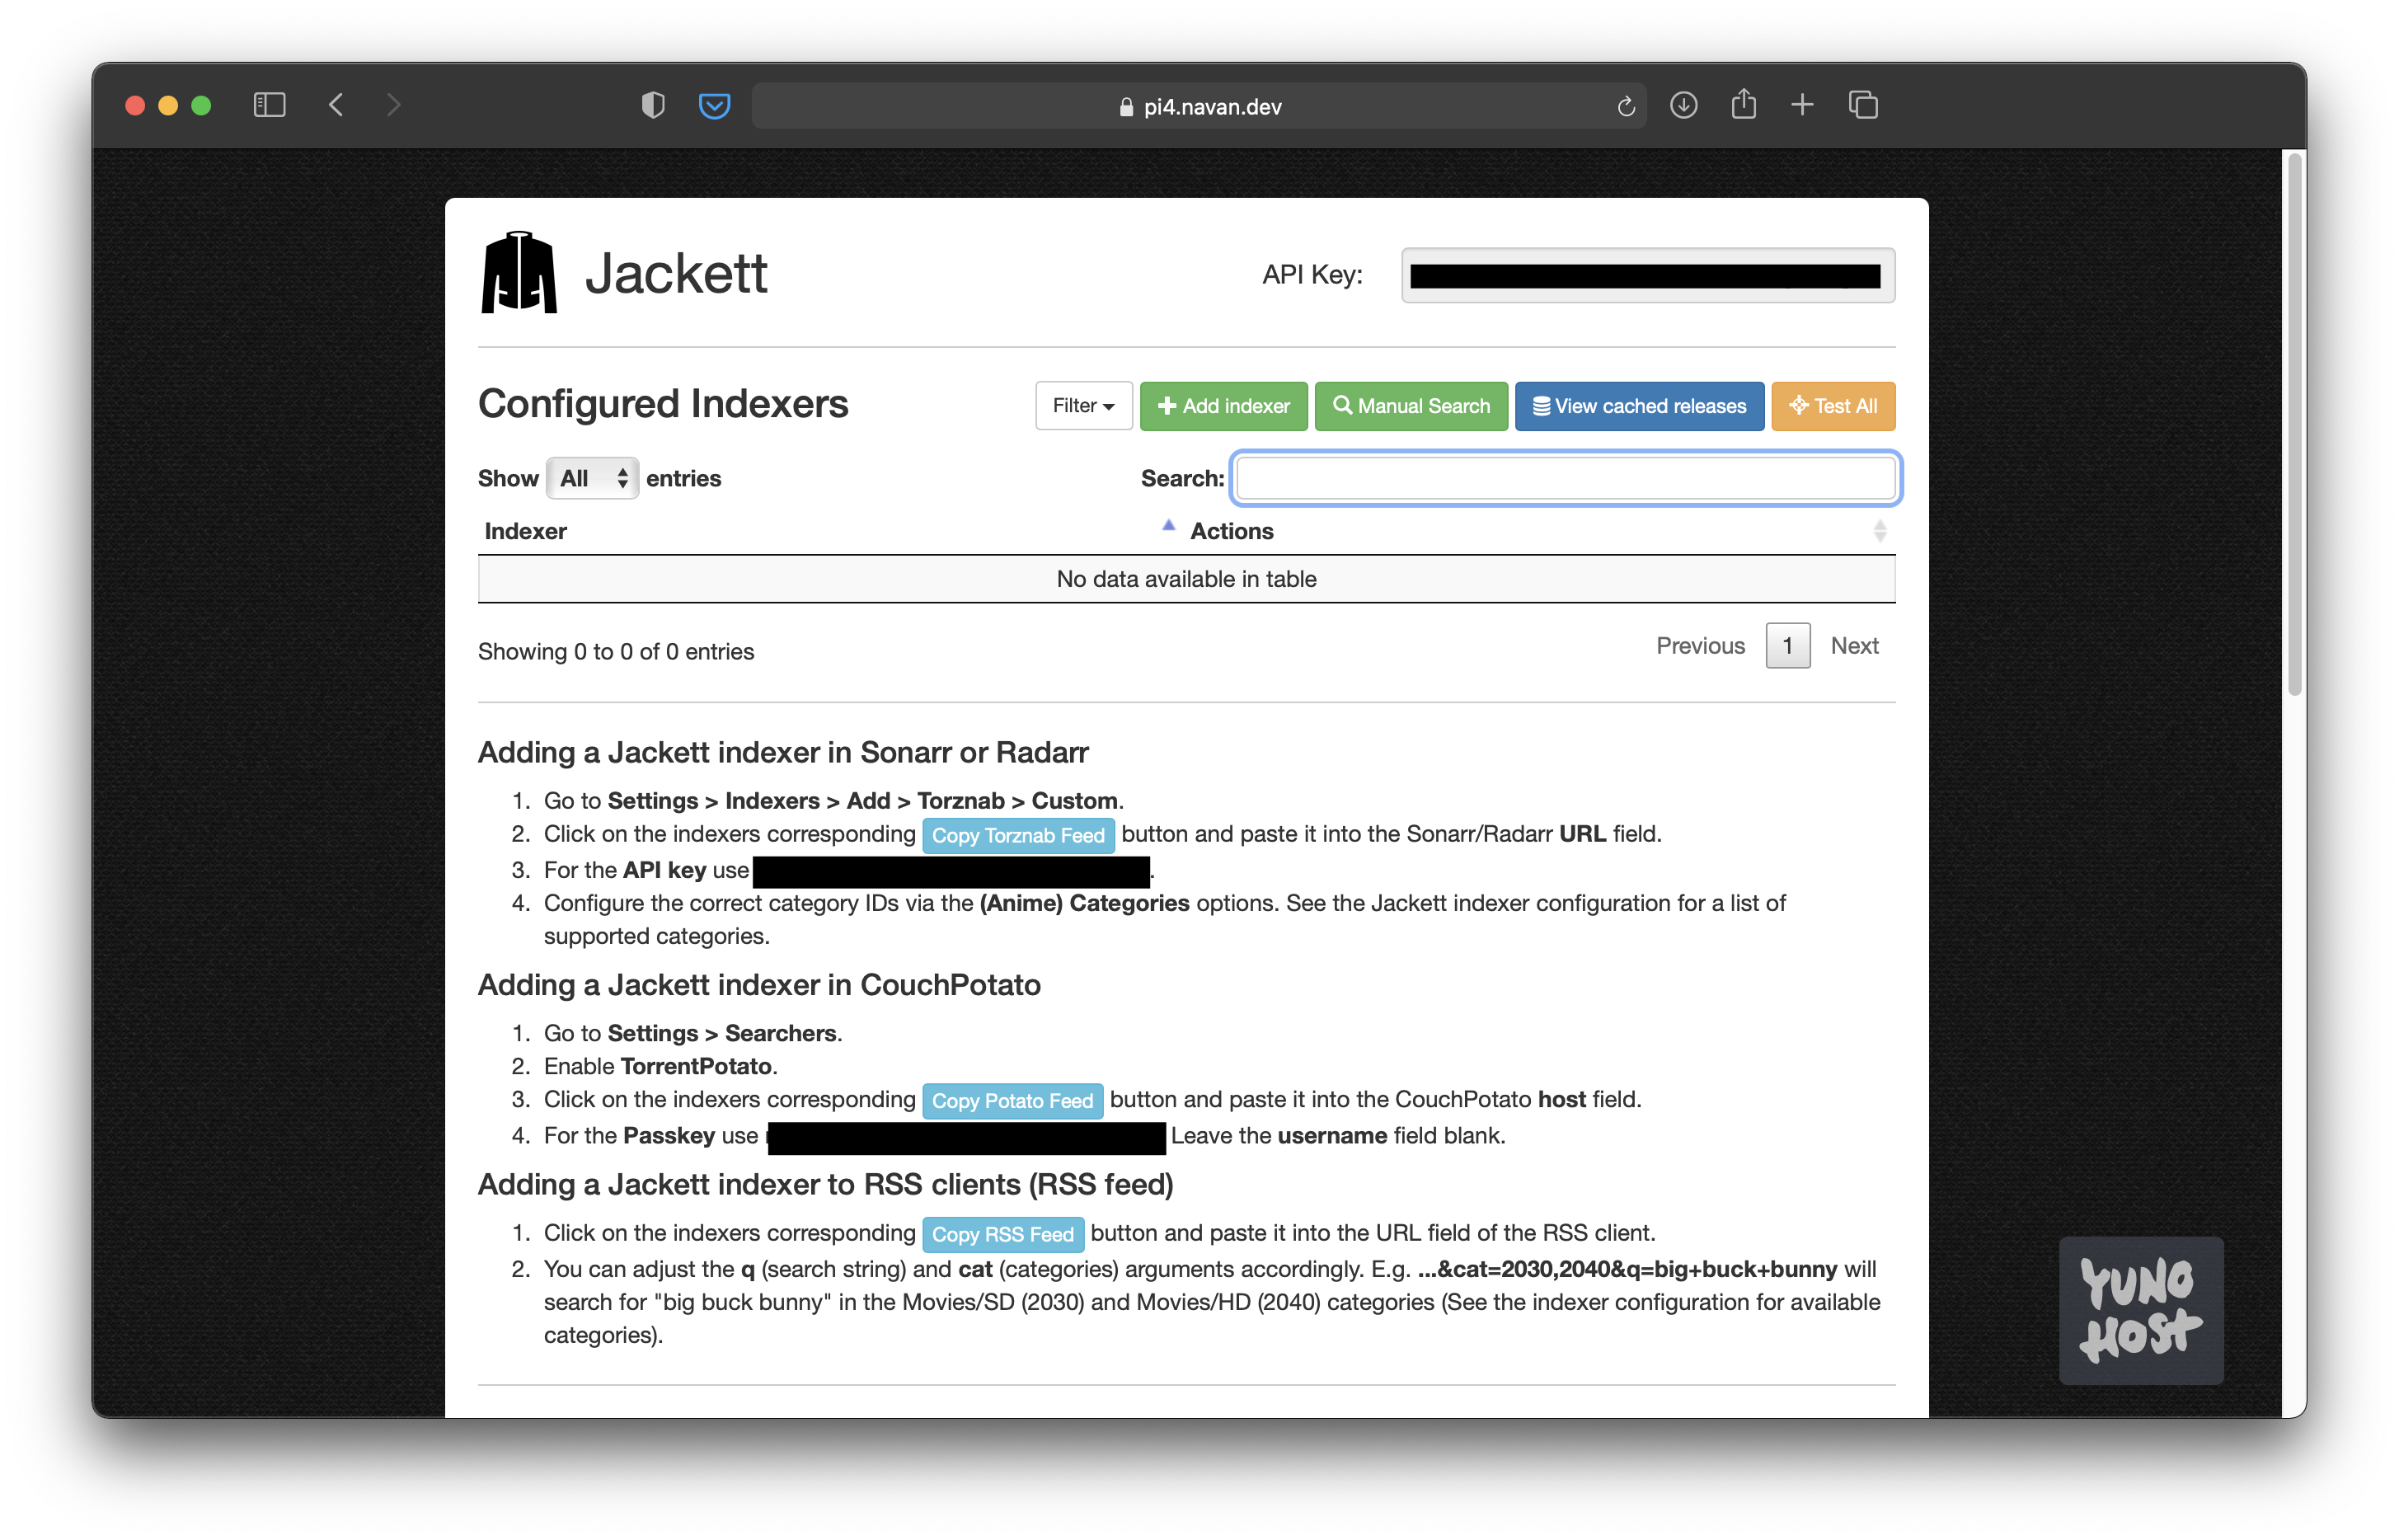 pi4.navan.dev
Jackett
API Key:
Configured Indexers
Filter
Add indexer
Manual Search
View cached releases
Test All
Show All entries
Search:
Indexer
Actions
No data available in table
Showing 0 to 0 of 0 entries
Previous 1 Next
Adding a Jackett indexer in Sonarr or Radarr
1. Go to Settings > Indexers > Add > Torznab > Custom.
2. Click on the indexers corresponding Copy Torznab Feed button and paste it into the Sonarr/Radarr URL field.
3. For the API key use .
4. Configure the correct category IDs via the (Anime) Categories options. See the Jackett indexer configuration for a list of
supported categories.
Adding a Jackett indexer in CouchPotato
1. Go to Settings > Searchers.
2. Enable TorrentPotato.
3. Click on the indexers corresponding Copy Potato Feed button and paste it into the CouchPotato host field.
4. For the Passkey use Leave the username field blank.
Adding a Jackett indexer to RSS clients (RSS feed)
1. Click on the indexers corresponding Copy RSS Feed button and paste it into the URL field of the RSS client.
2. You can adjust the q (search string) and cat (categories) arguments accordingly. E.g. ...&cat=2030,2040&q=big+buck+bunny will
search for "big buck bunny" in the Movies/SD (2030) and Movies/HD (2040) categories (See the indexer configuration for available
categories).
YUNO
HOST